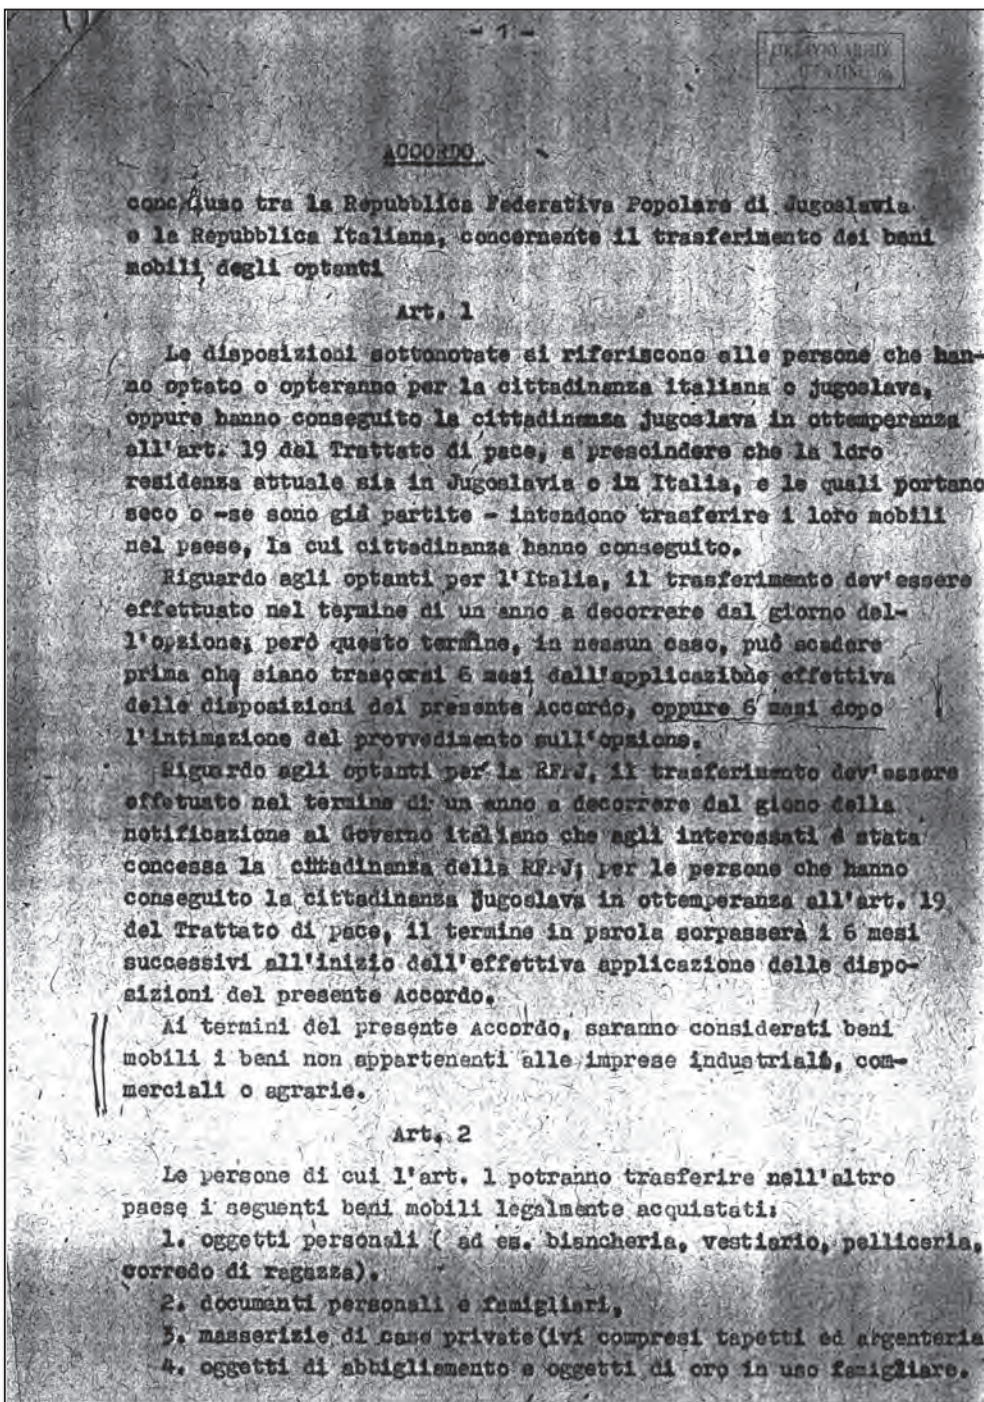 - 1 -
ACCORDO
concluso tra la Repubblica Federativa Popolare di Jugoslavia
e la Repubblica Italiana, concernente il trasferimento dei beni
mobili degli optanti
Art. 1
Le disposizioni sottonotate si riferiscono alle persone che han-
no optato o opteranno per la cittadinanza italiana o jugoslava,
oppure hanno conseguito la cittadinanza jugoslava in ottemperanza
all'art. 19 del Trattato di pace, a prescindere che la loro
residenza attuale sia in Jugoslavia o in Italia, e le quali portano
seco o -se sono già partite - intendono trasferire i loro mobili
nel paese, la cui cittadinanza hanno conseguito.
Riguardo agli optanti per l'Italia, il trasferimento dev'essere
effettuato nel termine di un anno a decorrere dal giorno del-
l'opzione; però questo termine, in nessun caso, può scadere
prima che siano trascorsi 6 mesi dall'applicazione effettiva
delle disposizioni del presente Accordo, oppure 6 mesi dopo
l'intimazione del provvedimento sull'opzione.
Riguardo agli optanti per la RFPJ, il trasferimento dev'essere
effetuato nel termine di un anno a decorrere dal giono della
notificazione al Governo italiano che agli interessati è stata
concessa la cittadinanza della RFPJ; per le persone che hanno
conseguito la cittadinanza jugoslava in ottemperanza all'art. 19
del Trattato di pace, il termine in parola sorpasserà i 6 mesi
successivi all'inizio dell'effettiva applicazione delle dispo-
sizioni del presente Accordo.
Ai termini del presente Accordo, saranno considerati beni
mobili i beni non appartenenti alle imprese industriali, com-
merciali o agrarie.
Art. 2
Le persone di cui l'art. 1 potranno trasferire nell'altro
paese i seguenti beni mobili legalmente acquistati:
1. oggetti personali ( ad es. biancheria, vestiario, pelliceria,
corredo di ragazza).
2. documenti personali e famigliari,
3. masserizie di case private(ivi compresi tapetti ed argenteria
4. oggetti di abbigliamento e oggetti di oro in uso famigliare.